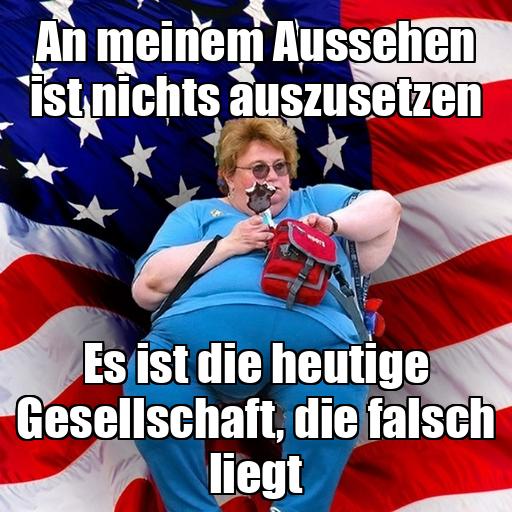 An meinem Aussehen
ist nichts auszusetzen
Es ist die heutige
Gesellschaft, die falsch
liegt